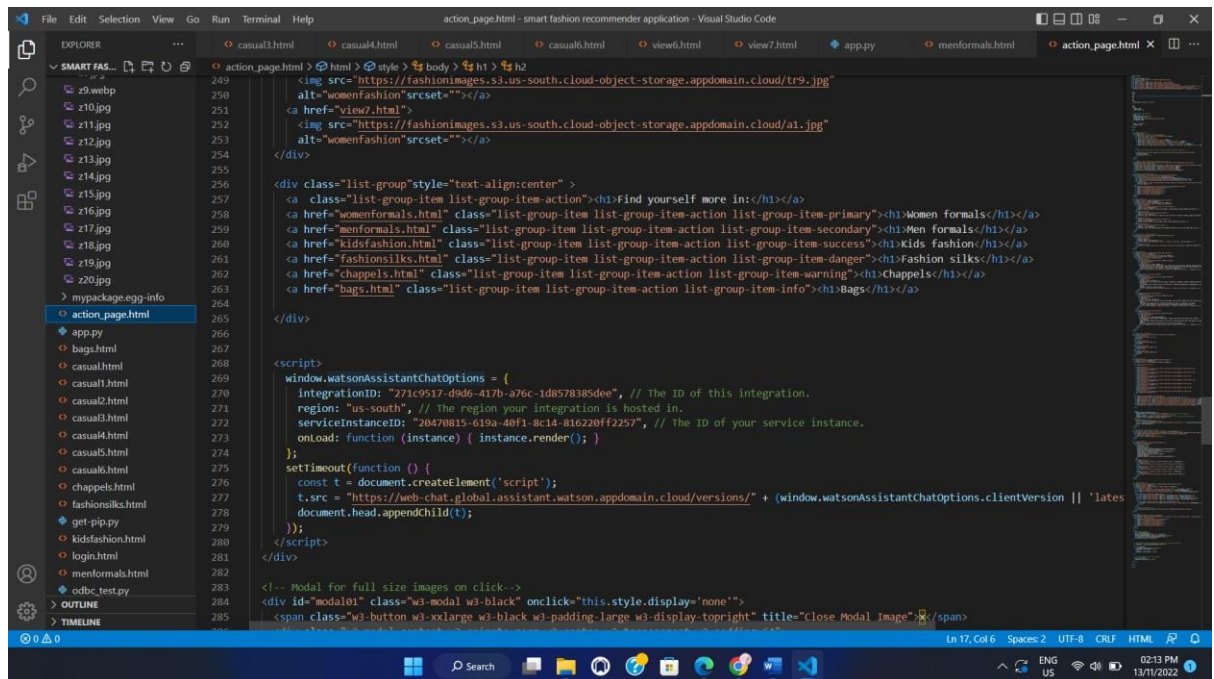 File Edit Selection View Go Run Terminal Help action_page.html - smart fashion recommender application - Visual Studio Code
EXPLORER ...
casual3.html casual4.html casual5.html casual6.html view6.html view7.html app.py menformals.html action_page.html
SMART FAS...
action_page.html > html > style > h1 > body > h1 > h2
z9.webp
z10.jpg
z11.jpg
z12.jpg
z13.jpg
z14.jpg
z15.jpg
z16.jpg
z17.jpg
z18.jpg
z19.jpg
z20.jpg
mypackage.egg-info
action_page.html
app.py
bags.html
casual.html
casual1.html
casual2.html
casual3.html
casual4.html
casual5.html
casual6.html
chappels.html
fashionsilks.html
get-pip.py
kidsfashion.html
login.html
menformals.html
odbc_test.py
OUTLINE
TIMELINE
249 <img src="https://fashionimages.s3.us-south.cloud-object-storage.appdomain.cloud/tr9.jpg"
250 alt="womenfashion"srcset=""></a>
251 <a href="view7.html">
252 <img src="https://fashionimages.s3.us-south.cloud-object-storage.appdomain.cloud/a1.jpg"
253 alt="womenfashion"srcset=""></a>
254 </div>
255
256 <div class="list-group"style="text-align:center" >
257 <a class="list-group-item list-group-item-action"><h1>Find yourself more in:</h1></a>
258 <a href="womenformals.html" class="list-group-item list-group-item-action list-group-item-primary"><h1>Women formals</h1></a>
259 <a href="menformals.html" class="list-group-item list-group-item-action list-group-item-secondary"><h1>Men formals</h1></a>
260 <a href="kidsfashion.html" class="list-group-item list-group-item-action list-group-item-success"><h1>Kids fashion</h1></a>
261 <a href="fashionsilks.html" class="list-group-item list-group-item-action list-group-item-danger"><h1>Fashion silks</h1></a>
262 <a href="chappels.html" class="list-group-item list-group-item-action list-group-item-warning"><h1>Chappels</h1></a>
263 <a href="bags.html" class="list-group-item list-group-item-action list-group-item-info"><h1>Bags</h1></a>
264
265 </div>
266
267
268 <script>
269 window.watsonAssistantChatOptions = {
270 integrationID: "271c9517-d9d6-417b-a76c-1d8578385dee", // The ID of this integration.
271 region: "us-south", // The region your integration is hosted in.
272 serviceInstanceID: "20470815-619a-40f1-8c14-816220ff2257", // The ID of your service instance.
273 onLoad: function (instance) { instance.render(); }
274 };
275 setTimeout(function () {
276 const t = document.createElement('script');
277 t.src = "https://web-chat.global.assistant.watson.appdomain.cloud/versions/" + (window.watsonAssistantChatOptions.clientVersion || 'lates
278 document.head.appendChild(t);
279 });
280 </script>
281 </div>
282
283 <!-- Modal for full size images on click-->
284 <div id="modal01" class="w3-modal w3-black" onclick="this.style.display='none'">
285 <span class="w3-button w3-xxlarge w3-black w3-padding-large w3-display-topright" title="Close Modal Image">×</span>
0 0 Ln 17, Col 6 Spaces: 2 UTF-8 CRLF HTML
Search
ENG US 02:13 PM 13/11/2022 1